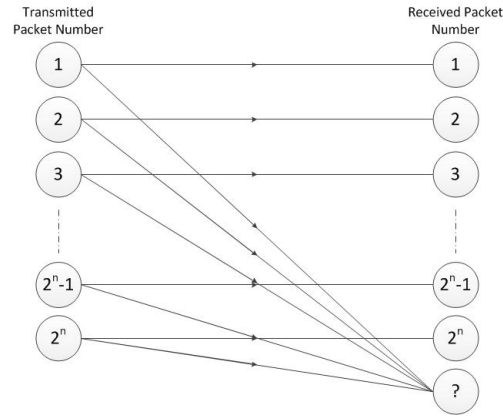 Transmitted
Packet Number
Received Packet
Number
1
1
2
2
3
3
2ⁿ-1
2ⁿ-1
2ⁿ
2ⁿ
?